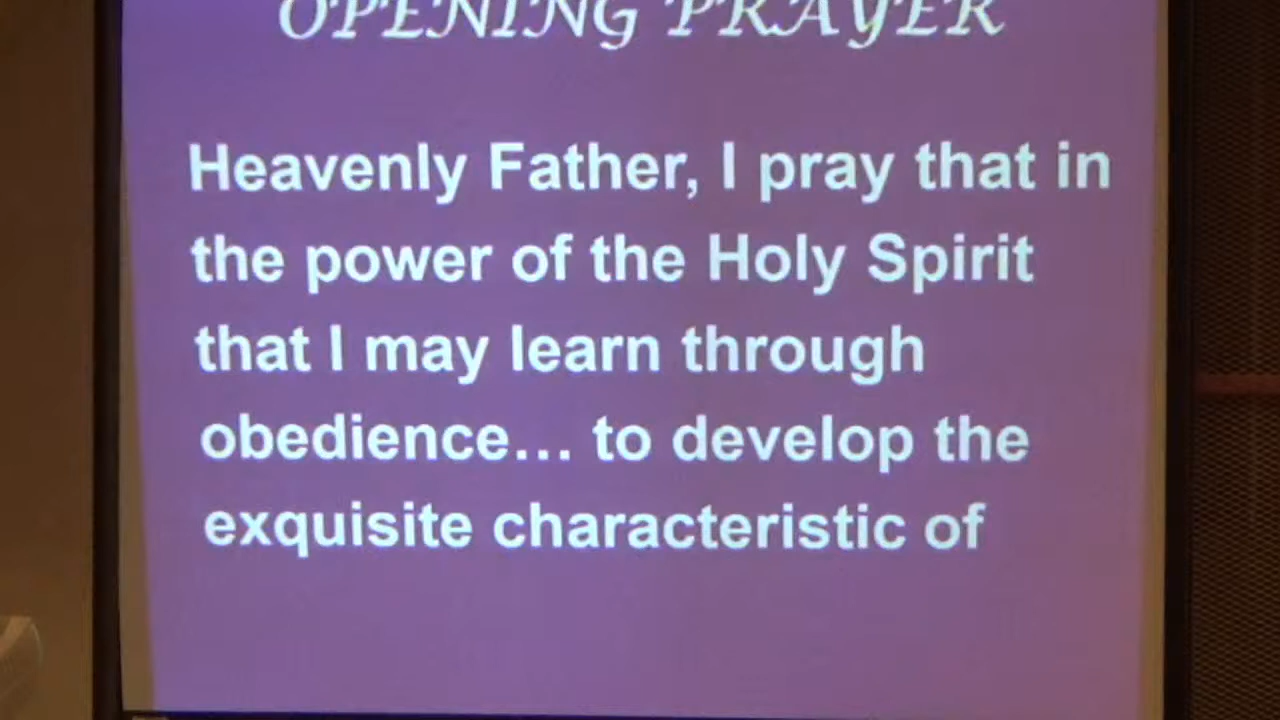 OPENING PRAYER
Heavenly Father, I pray that in
the power of the Holy Spirit
that I may learn through
obedience... to develop the
exquisite characteristic of